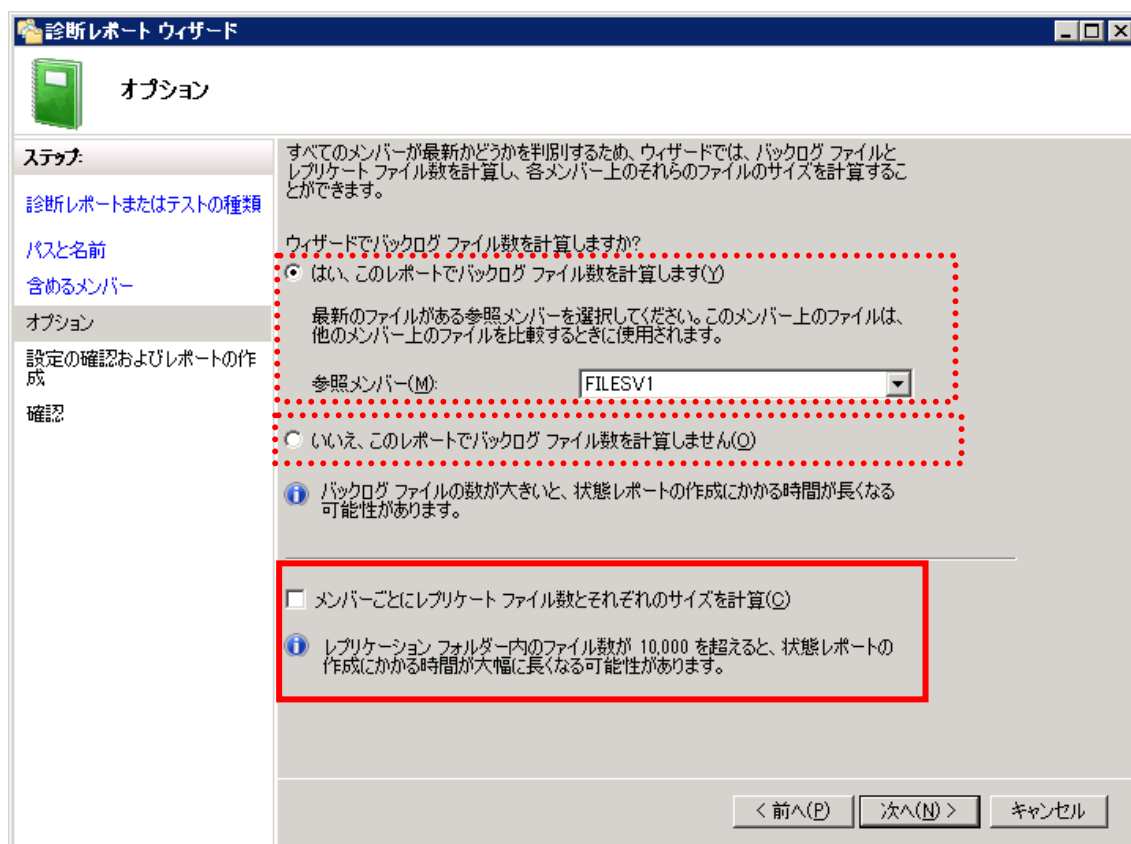 診断レポート ウィザード
オプション
ステップ:
診断レポートまたはテストの種類
パスと名前
含めるメンバー
オプション
設定の確認およびレポートの作
成
確認
すべてのメンバーが最新かどうかを判別するため、ウィザードでは、バックログ ファイルと
レプリケート ファイル数を計算し、各メンバー上のそれらのファイルのサイズを計算するこ
とができます。
ウィザードでバックログ ファイル数を計算しますか?
はい、このレポートでバックログ ファイル数を計算します(Y)
最新のファイルがある参照メンバーを選択してください。このメンバー上のファイルは、
他のメンバー上のファイルを比較するときに使用されます。
参照メンバー(M): FILESV1
いいえ、このレポートでバックログ ファイル数を計算しません(O)
バックログ ファイルの数が大きいと、状態レポートの作成にかかる時間が長くなる
可能性があります。
メンバーごとにレプリケート ファイル数とそれぞれのサイズを計算(C)
レプリケーション フォルダー内のファイル数が 10,000 を超えると、状態レポートの
作成にかかる時間が大幅に長くなる可能性があります。
< 前へ(P) 次へ(N) > キャンセル